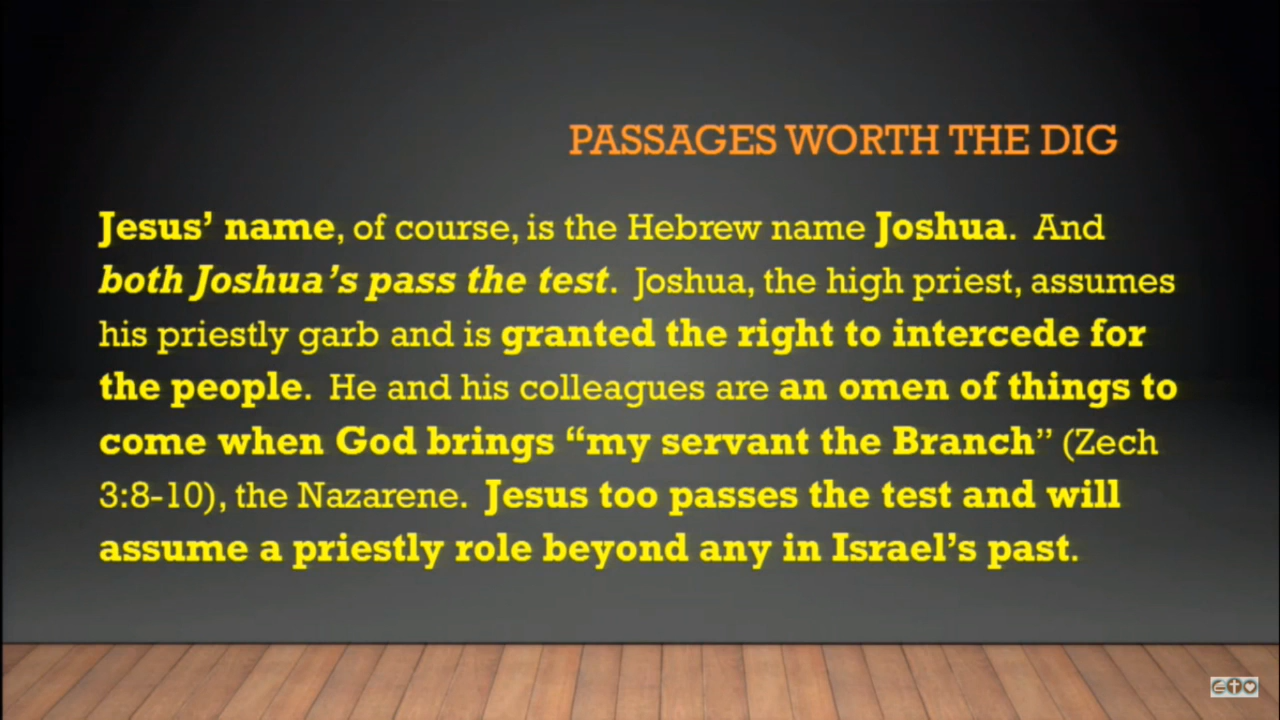 PASSAGES WORTH THE DIG
Jesus’ name, of course, is the Hebrew name Joshua. And
both Joshua’s pass the test. Joshua, the high priest, assumes
his priestly garb and is granted the right to intercede for
the people. He and his colleagues are an omen of things to
come when God brings “my servant the Branch” (Zech
3:8-10), the Nazarene. Jesus too passes the test and will
assume a priestly role beyond any in Israel’s past.